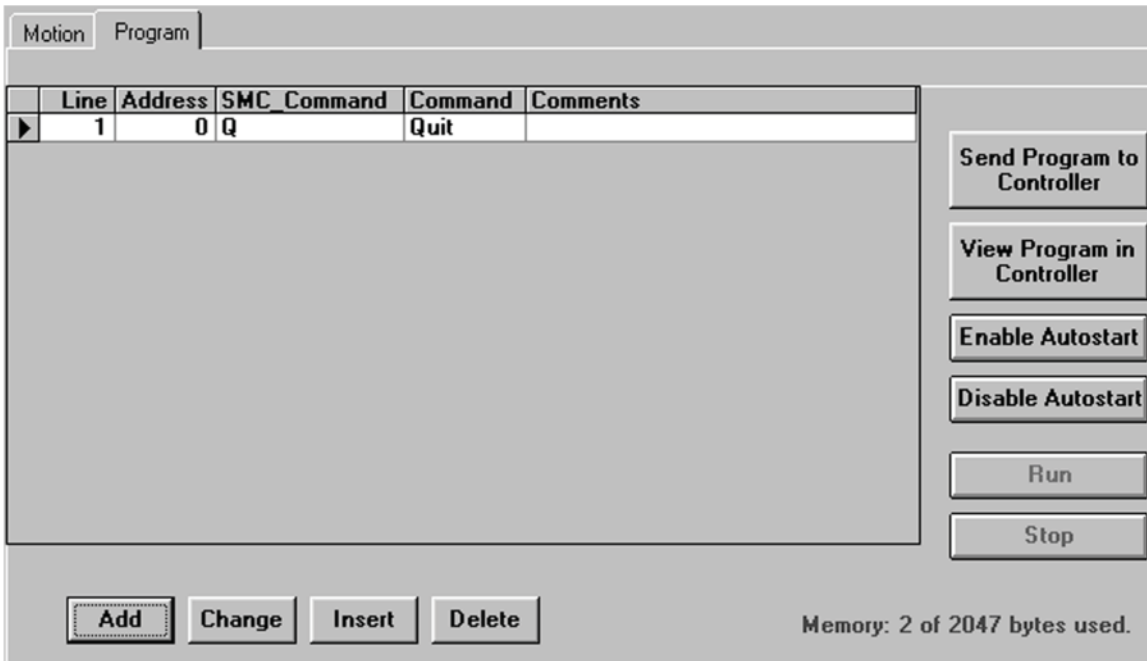 Motion Program
Line Address SMC_Command Command Comments
1 0 Q Quit
Send Program to
Controller
View Program in
Controller
Enable Autostart
Disable Autostart
Run
Stop
Add Change Insert Delete
Memory: 2 of 2047 bytes used.